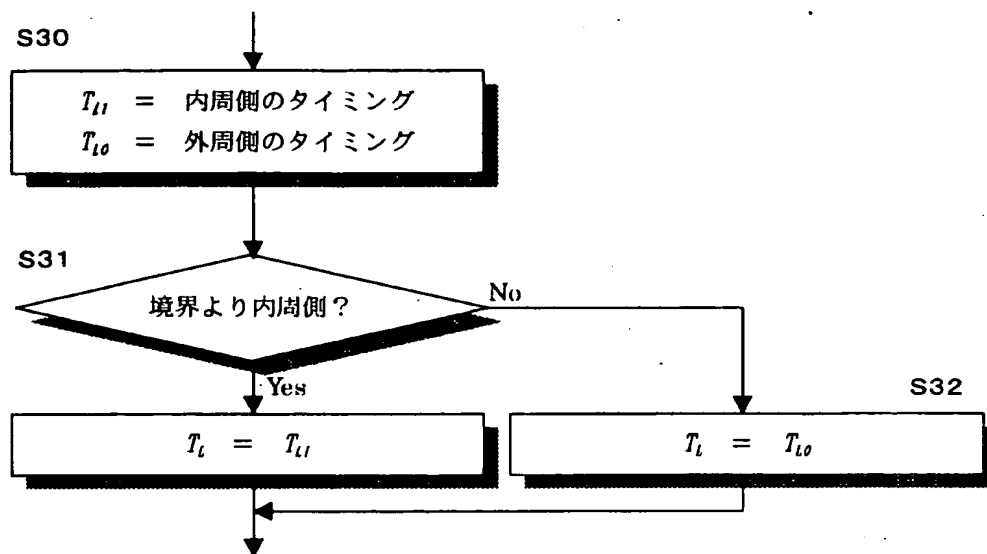 S30
T_LI = 内周側のタイミング
T_LO = 外周側のタイミング
S31
境界より内周側？
No
Yes
S32
T_L = T_LI
T_L = T_LO